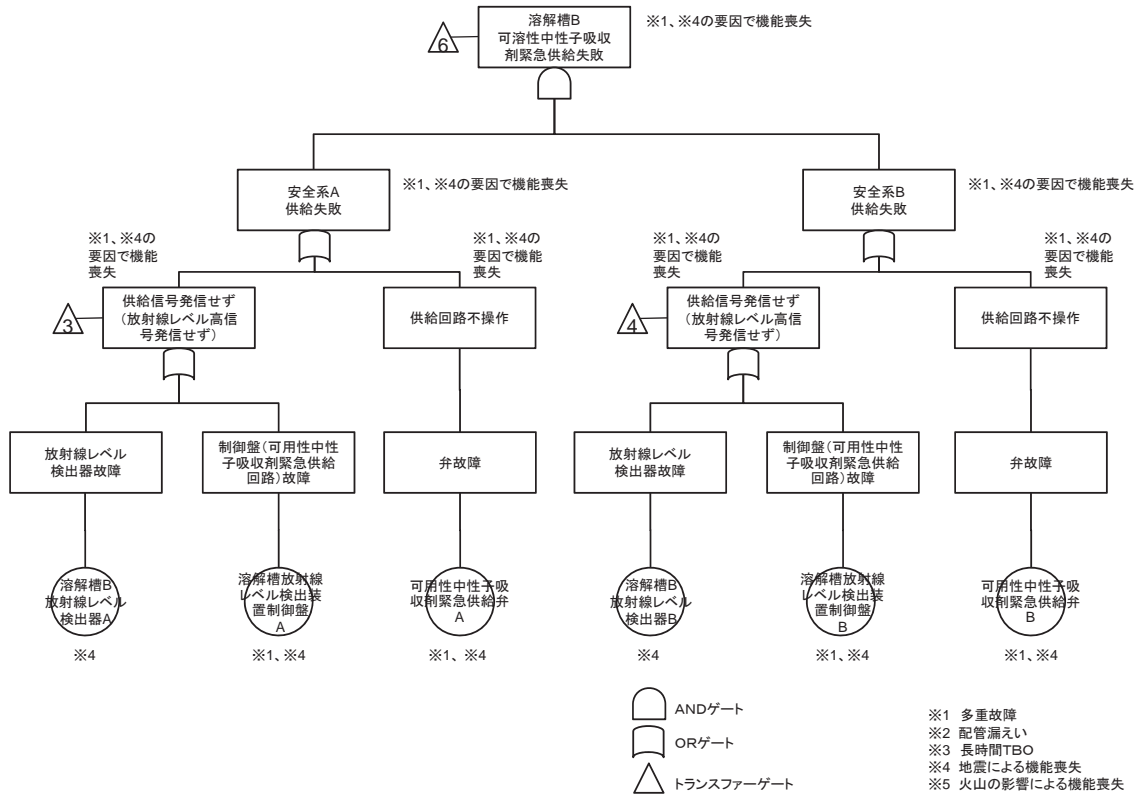 溶解槽B
可溶性中性子吸収
剤緊急供給失敗
※1、※4の要因で機能喪失
6
安全系A
供給失敗
※1、※4の要因で機能喪失
安全系B
供給失敗
※1、※4の要因で機能喪失
※1、※4の
要因で機能
喪失
※1、※4の
要因で機能
喪失
※1、※4の
要因で機能
喪失
※1、※4の
要因で機能
喪失
3
供給信号発信せず
(放射線レベル高信
号発信せず)
供給回路不操作
4
供給信号発信せず
(放射線レベル高信
号発信せず)
供給回路不操作
放射線レベル
検出器故障
制御盤(可用性中性
子吸収剤緊急供給
回路)故障
弁故障
放射線レベル
検出器故障
制御盤(可用性中性
子吸収剤緊急供給
回路)故障
弁故障
溶解槽B
放射線レベル
検出器A
溶解槽放射線
レベル検出装
置制御盤
A
可用性中性子吸
収剤緊急供給弁
A
溶解槽B
放射線レベル
検出器B
溶解槽放射線
レベル検出装
置制御盤
B
可用性中性子吸
収剤緊急供給弁
B
※4
※1、※4
※1、※4
※4
※1、※4
※1、※4
ANDゲート
ORゲート
トランスファーゲート
※1 多重故障
※2 配管漏えい
※3 長時間TBO
※4 地震による機能喪失
※5 火山の影響による機能喪失